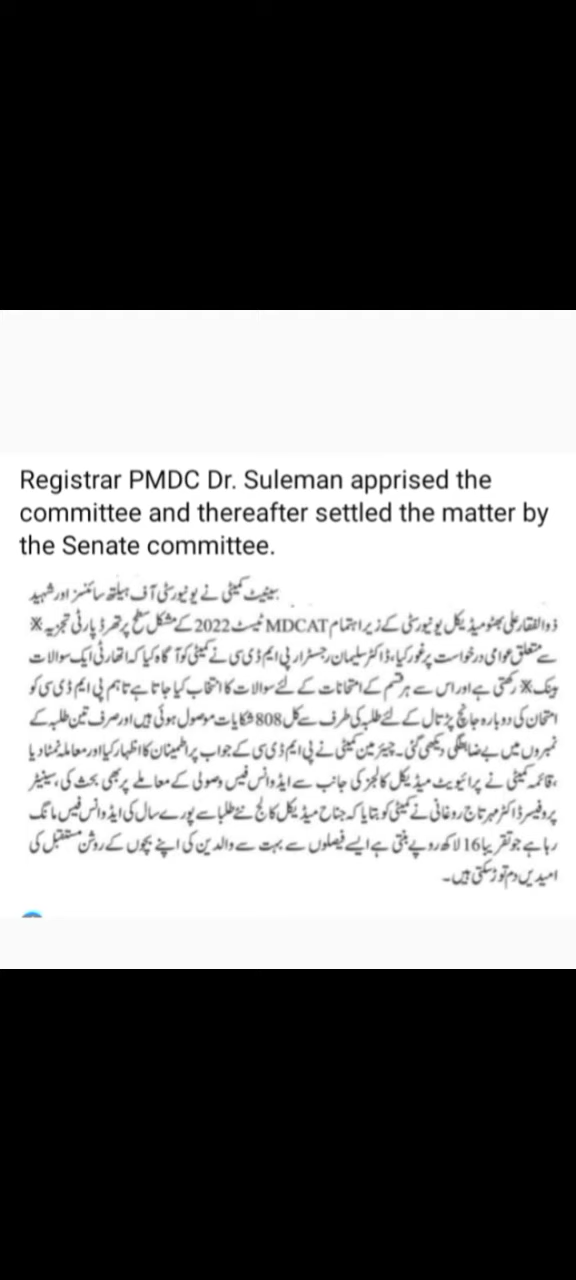 Registrar PMDC Dr. Suleman apprised the
committee and thereafter settled the matter by
the Senate committee.
سینیٹ کمیٹی نے یونیورسٹی آف ہیلتھ سائنسز اور شہید
ذوالفقار علی بھٹو میڈیکل یونیورسٹی کے زیر اہتمام MDCAT ٹیسٹ 2022 کے مشکل سطح پر تھرڈ پارٹی تجزیہ ※
سے متعلق عوامی درخواست پر غور کیا، ڈاکٹر سلیمان رجسٹرار پی ایم ڈی سی نے کمیٹی کو آگاہ کیا کہ اتھارٹی ایک سوالات
بینک ※ رکھتی ہے اور اس سے ہر قسم کے امتحانات کے لئے سوالات کا انتخاب کیا جاتا ہے تاہم پی ایم ڈی سی کو
امتحان کی دوبارہ جانچ پڑتال کے لئے طلبہ کی طرف سے کل 808 شکایات موصول ہوئی ہیں اور صرف تین طلبہ کے
نمبروں میں بے ضابطگی دیکھی گئی۔ چیئرمین کمیٹی نے پی ایم ڈی سی کے جواب پر اطمینان کا اظہار کیا اور معاملہ نمٹا دیا
،قائمہ کمیٹی نے پرائیویٹ میڈیکل کالجز کی جانب سے ایڈوانس فیس وصولی کے معاملے پر بھی بحث کی، سینیٹر
پروفیسر ڈاکٹر مہر تاج روغانی نے کمیٹی کو بتایا کہ جناح میڈیکل کالج نئے طلبا سے پورے سال کی ایڈوانس فیس مانگ
رہا ہے جو تقریبا 16 لاکھ روپے بنتی ہے ایسے فیصلوں سے بہت سے والدین کی اپنے بچوں کے روشن مستقبل کی
امیدیں دم توڑ سکتی ہیں۔